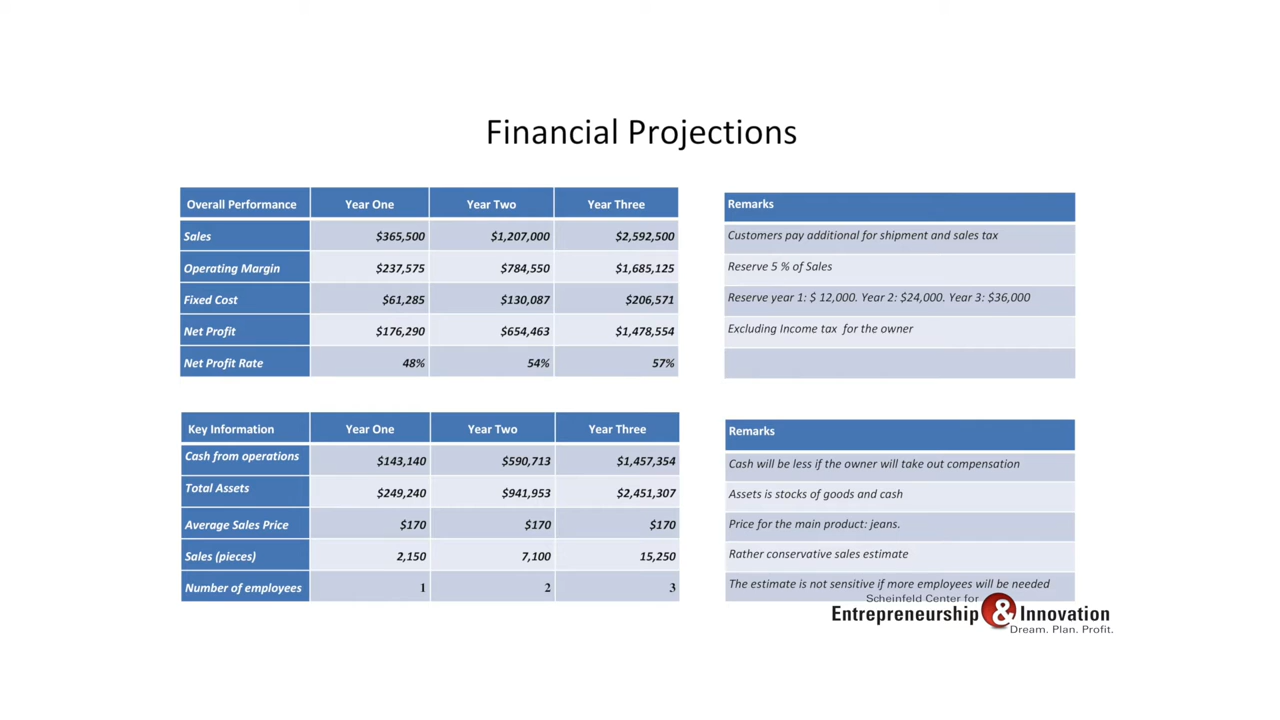 Financial Projections
Overall Performance Year One Year Two Year Three
Sales $365,500 $1,207,000 $2,592,500
Operating Margin $237,575 $784,550 $1,685,125
Fixed Cost $61,285 $130,087 $206,571
Net Profit $176,290 $654,463 $1,478,554
Net Profit Rate 48% 54% 57%
Remarks
Customers pay additional for shipment and sales tax
Reserve 5 % of Sales
Reserve year 1: $ 12,000. Year 2: $24,000. Year 3: $36,000
Excluding Income tax for the owner
Key Information Year One Year Two Year Three
Cash from operations $143,140 $590,713 $1,457,354
Total Assets $249,240 $941,953 $2,451,307
Average Sales Price $170 $170 $170
Sales (pieces) 2,150 7,100 15,250
Number of employees 1 2 3
Remarks
Cash will be less if the owner will take out compensation
Assets is stocks of goods and cash
Price for the main product: jeans.
Rather conservative sales estimate
The estimate is not sensitive if more employees will be needed
Scheinfeld Center for
Entrepreneurship & Innovation
Dream. Plan. Profit.